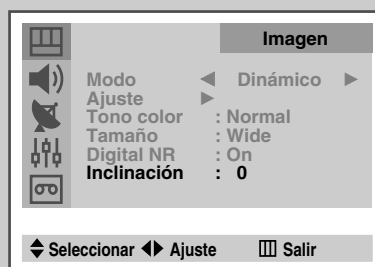 Imagen
Modo ◀ Dinámico ▶
Ajuste ▶
Tono color : Normal
Tamaño : Wide
Digital NR : On
Inclinación : 0
Seleccionar Ajuste Salir